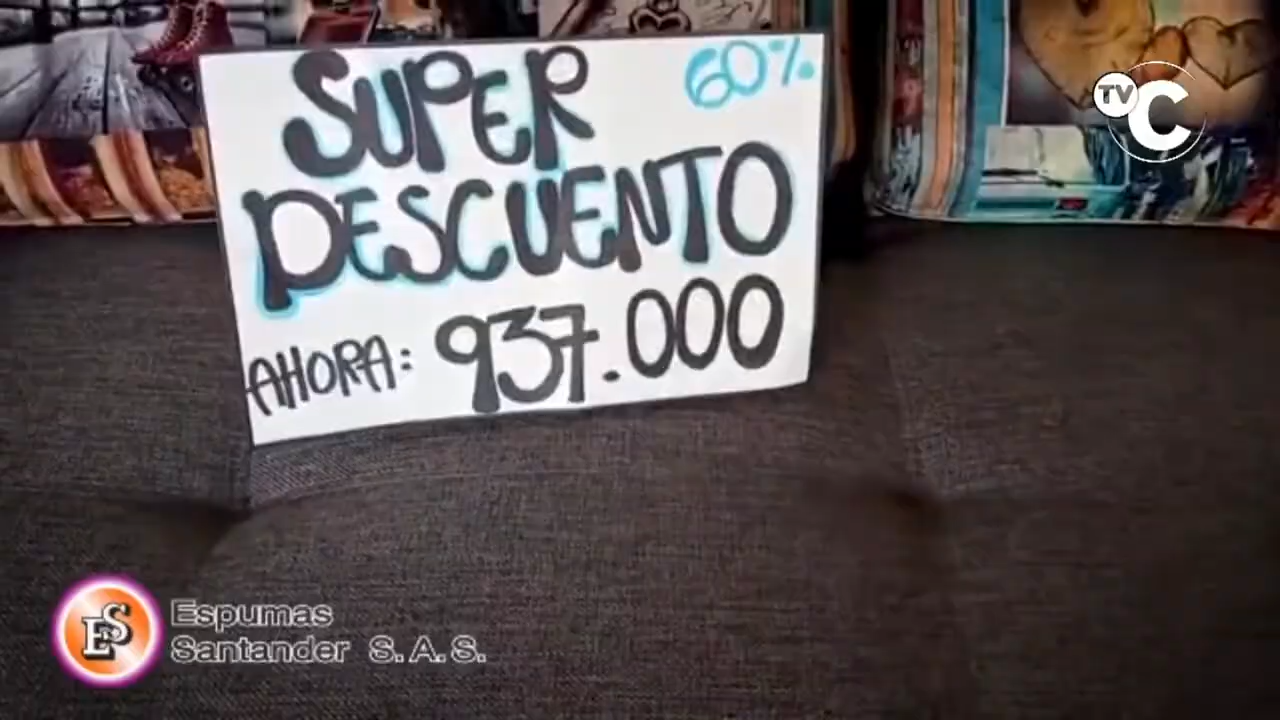 SUPER 60%
DESCUENTO
AHORA: 937.000
TV C
ES Espumas
Santander S.A.S.